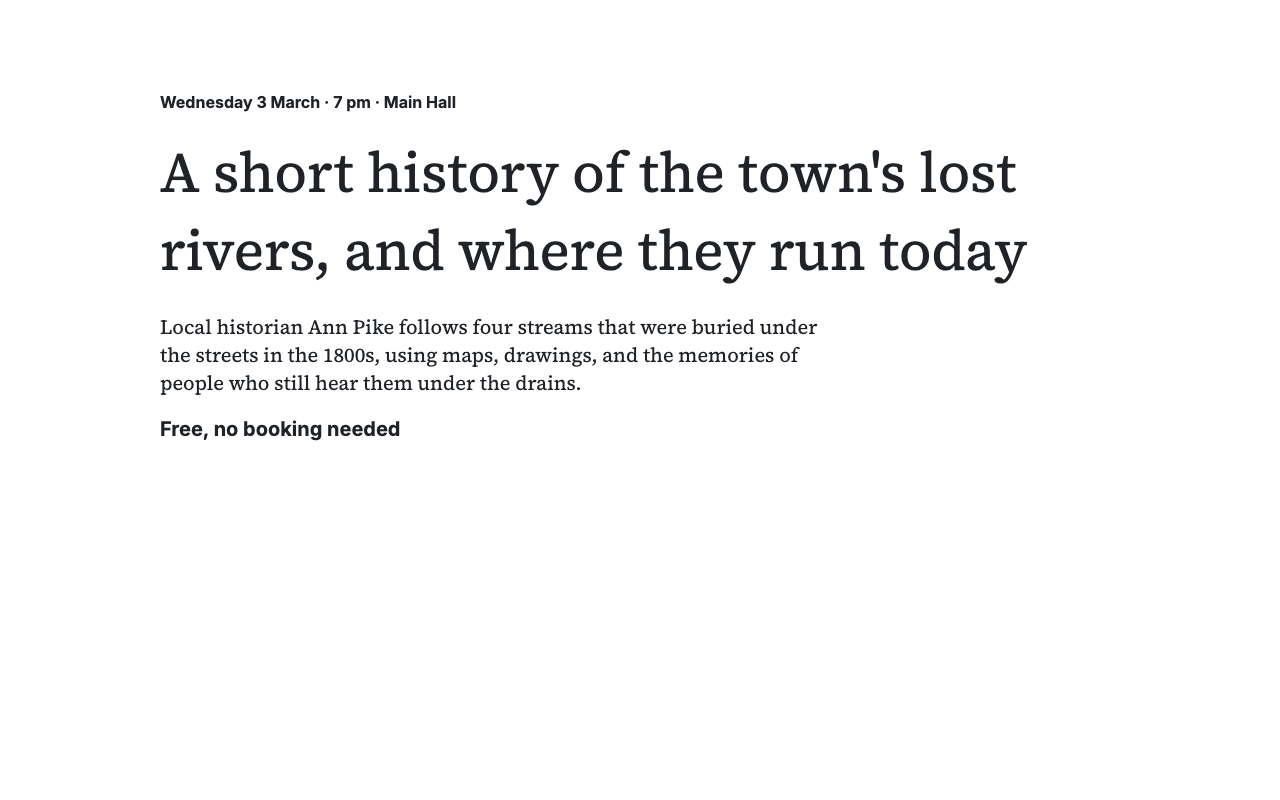 Wednesday 3 March · 7 pm · Main Hall
A short history of the town's lost
rivers, and where they run today
Local historian Ann Pike follows four streams that were buried under
the streets in the 1800s, using maps, drawings, and the memories of
people who still hear them under the drains.
Free, no booking needed